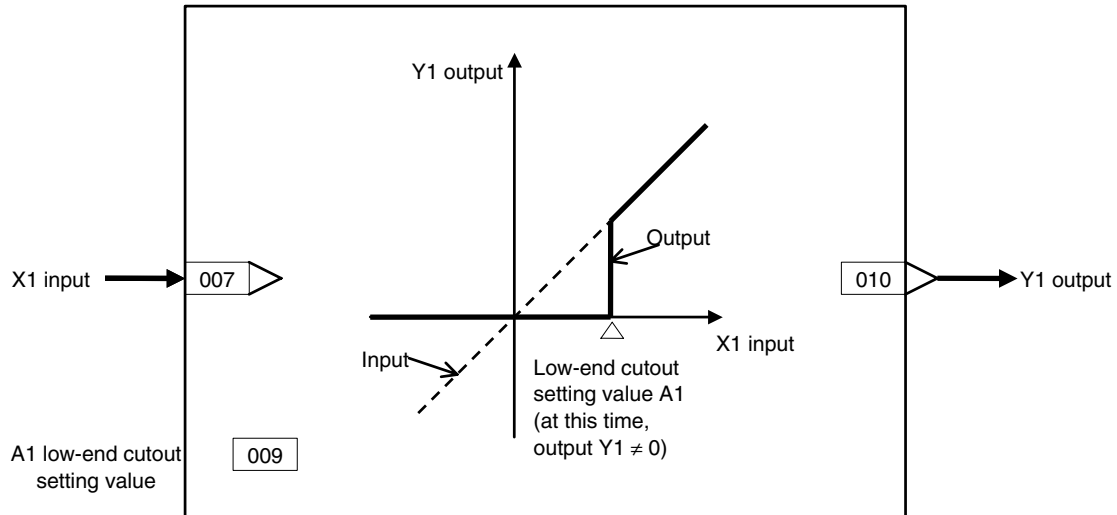 Y1 output
Output
X1 input
007
010
Y1 output
X1 input
Input
Low-end cutout
setting value A1
(at this time,
output Y1 ≠ 0)
A1 low-end cutout
setting value
009